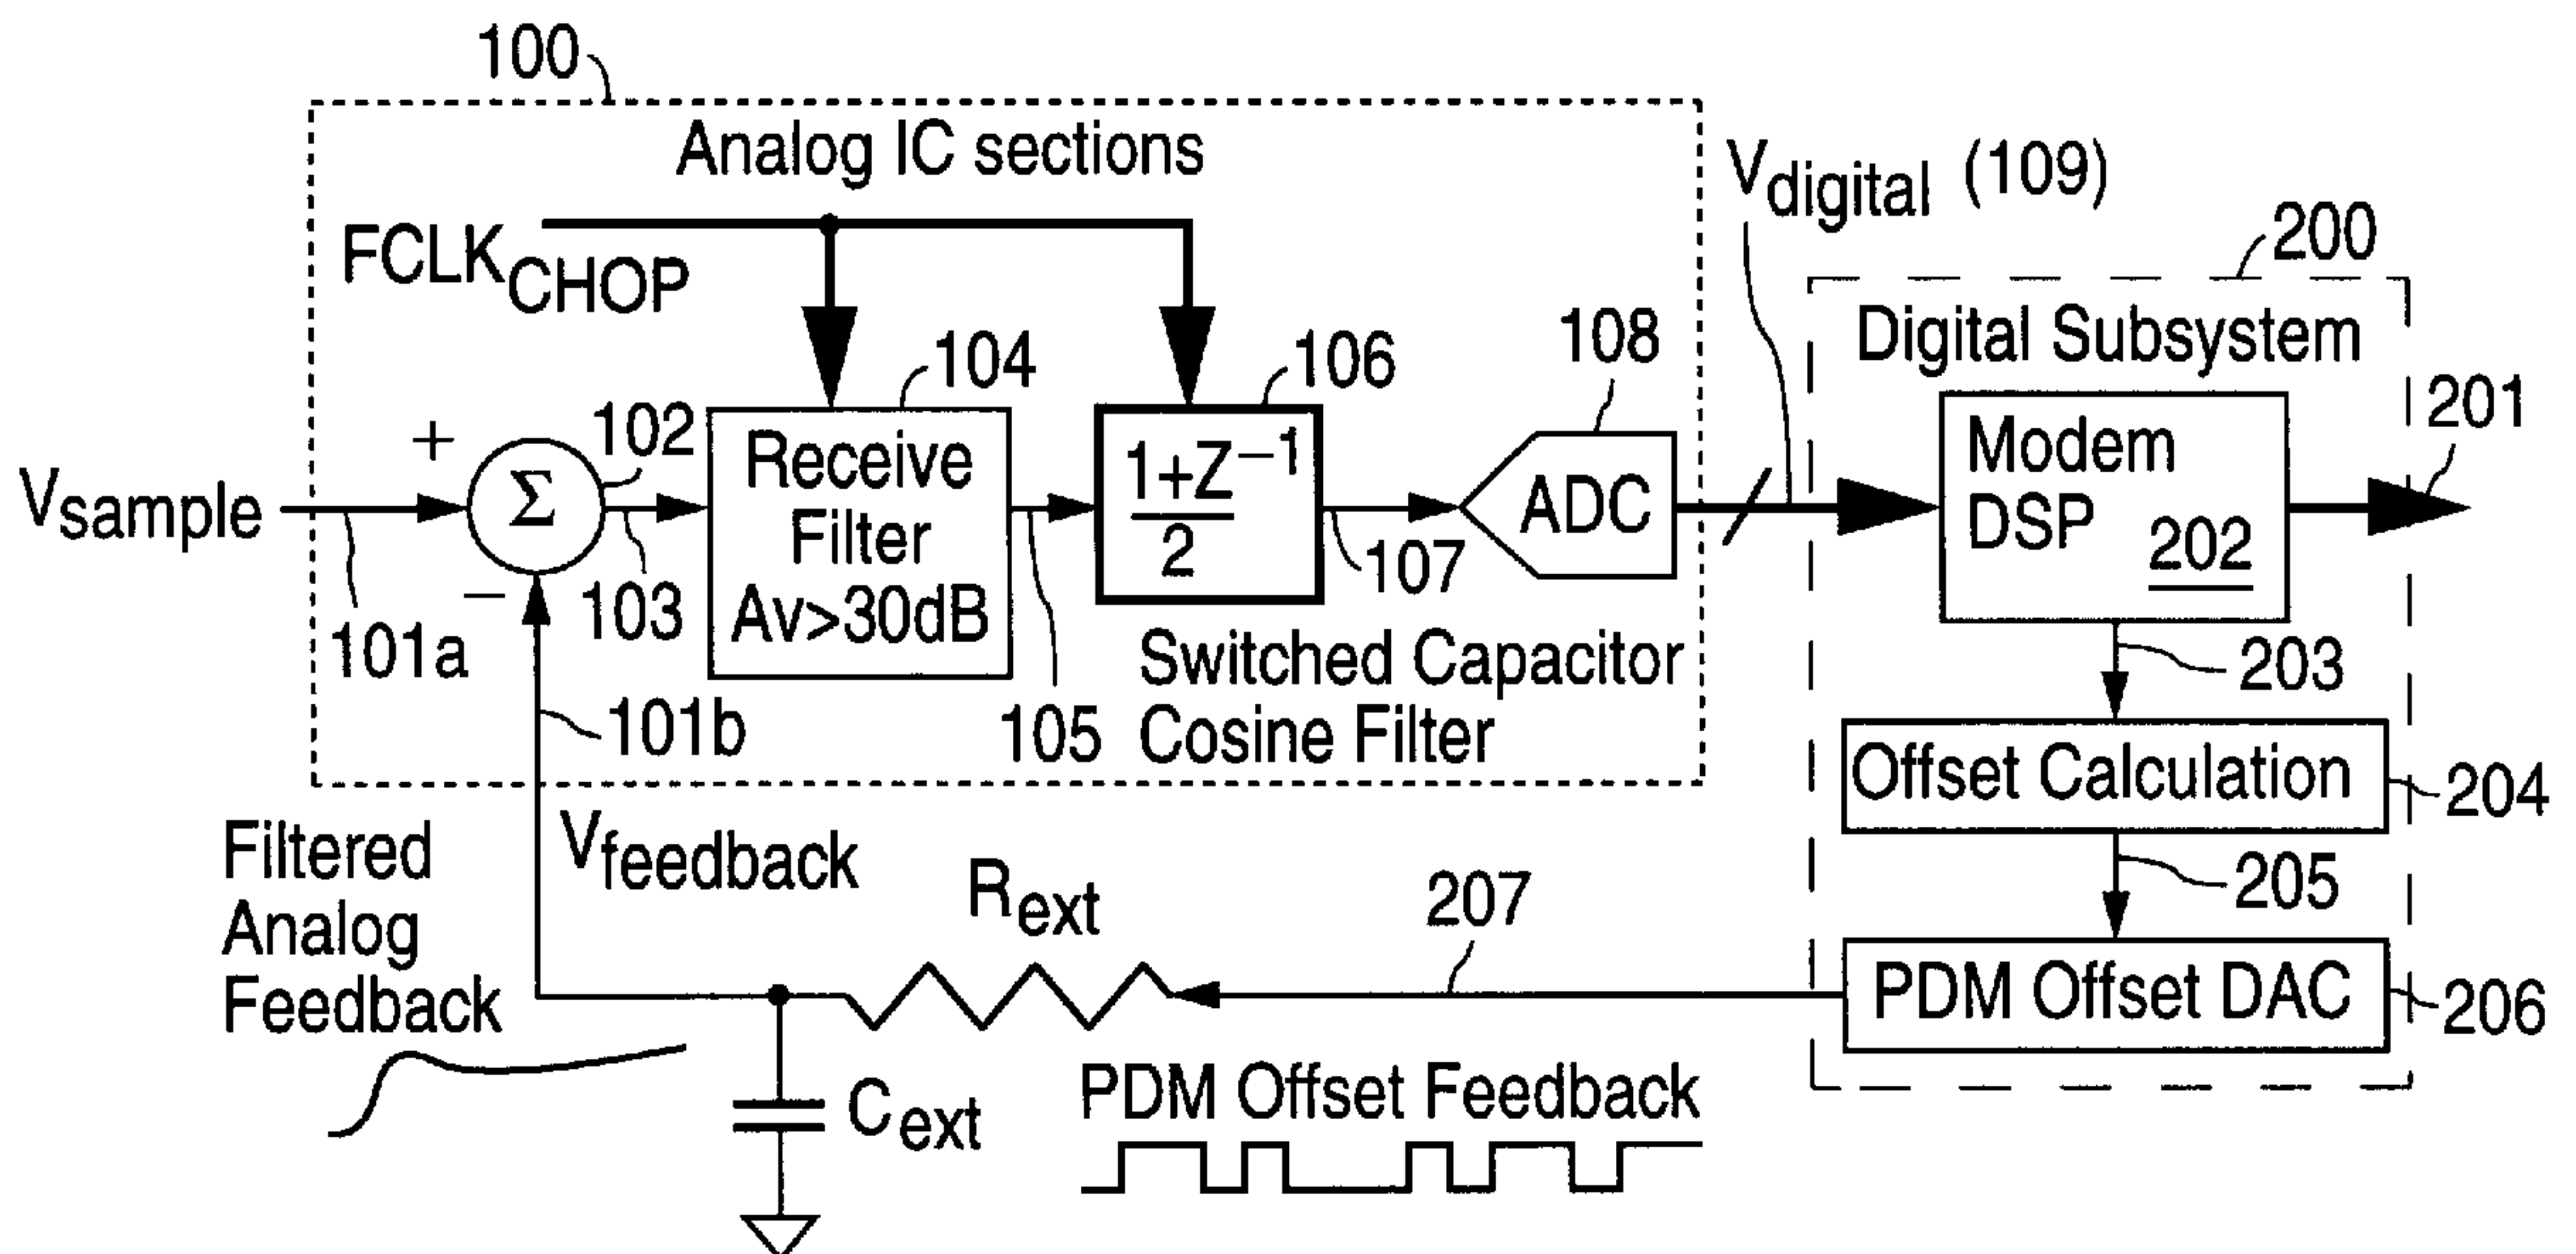 100
Analog IC sections
FCLK CHOP
Vdigital (109)
200
Digital Subsystem
108
104
106
102
201
+
Vsample
Σ
Receive
Filter
Av>30dB
1+Z⁻¹
2
ADC
Modem
DSP
202
−
103
101a
107
101b
105
Switched Capacitor
Cosine Filter
203
Offset Calculation
204
205
Filtered
Analog
Feedback
Vfeedback
Rext
207
PDM Offset DAC
206
Cext
PDM Offset Feedback